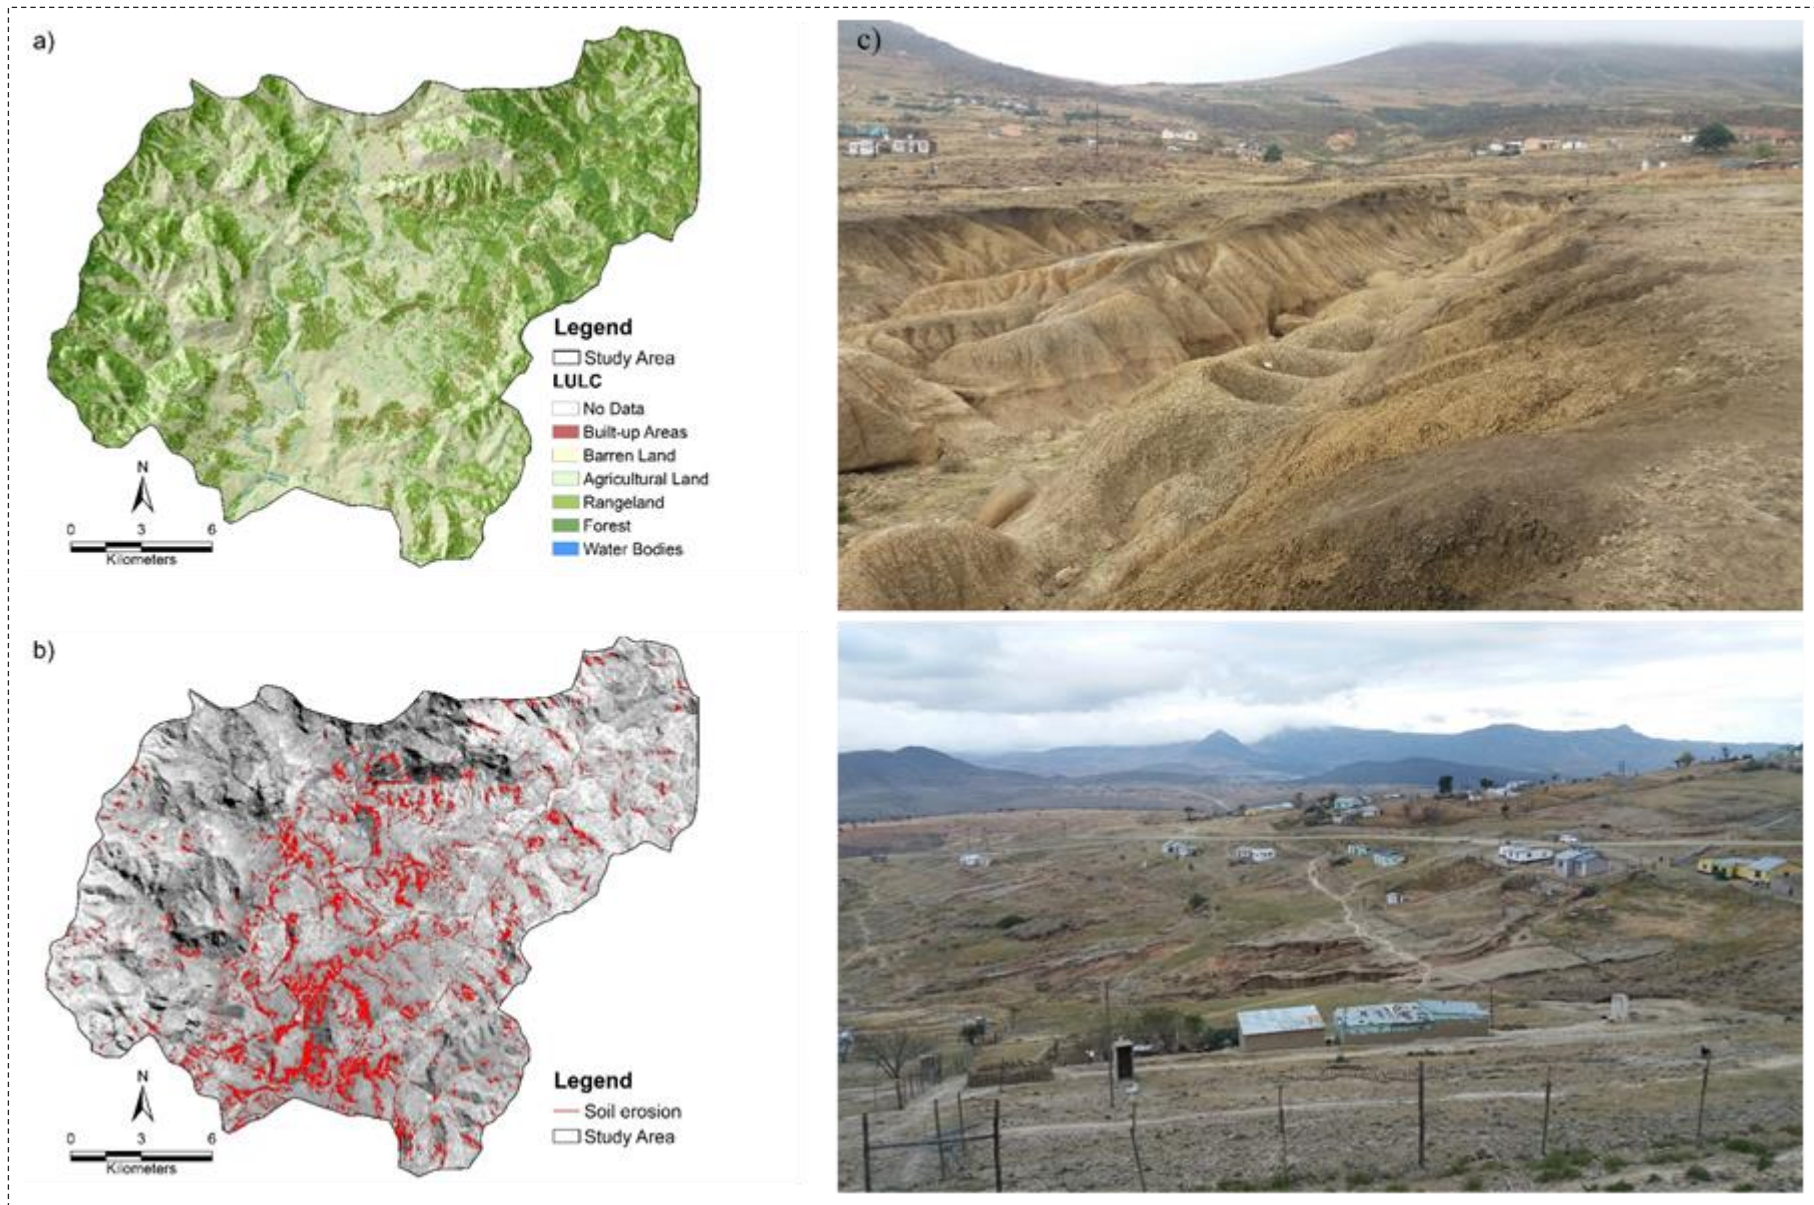 a)
Legend
Study Area
LULC
No Data
Built-up Areas
Barren Land
Agricultural Land
Rangeland
Forest
Water Bodies
N
0 3 6
Kilometers
b)
Legend
Soil erosion
Study Area
N
0 3 6
Kilometers
c)